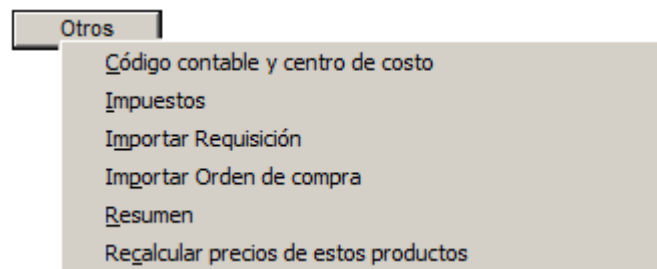 Otros
Código contable y centro de costo
Impuestos
Importar Requisición
Importar Orden de compra
Resumen
Recalcular precios de estos productos